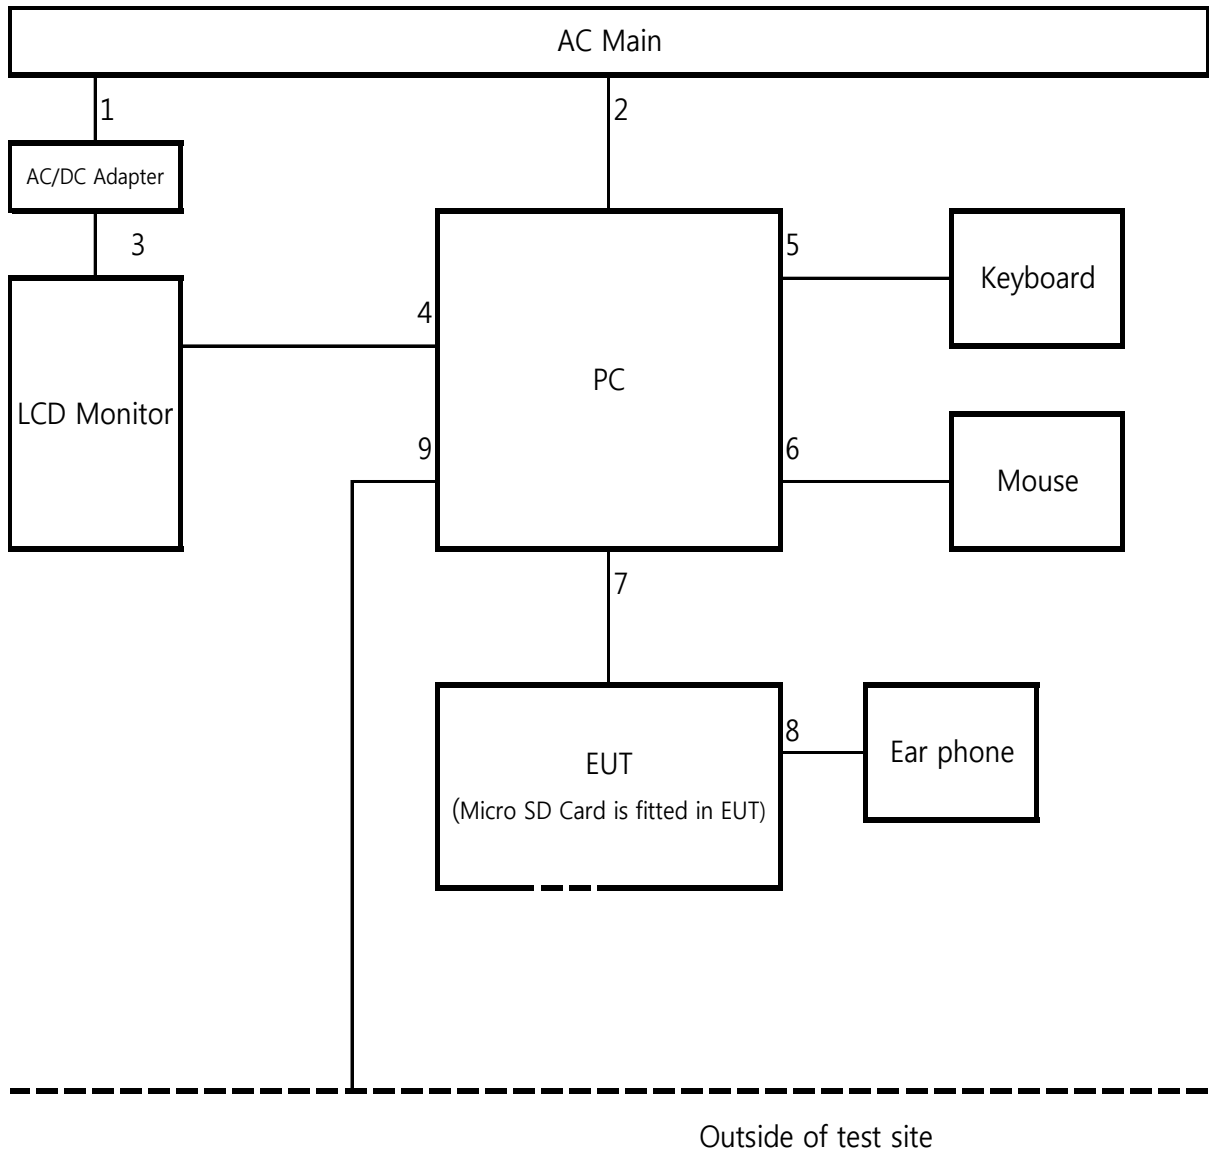 AC Main
1
2
AC/DC Adapter
3
5
Keyboard
4
PC
LCD Monitor
9
6
Mouse
7
8
Ear phone
EUT
(Micro SD Card is fitted in EUT)
Outside of test site